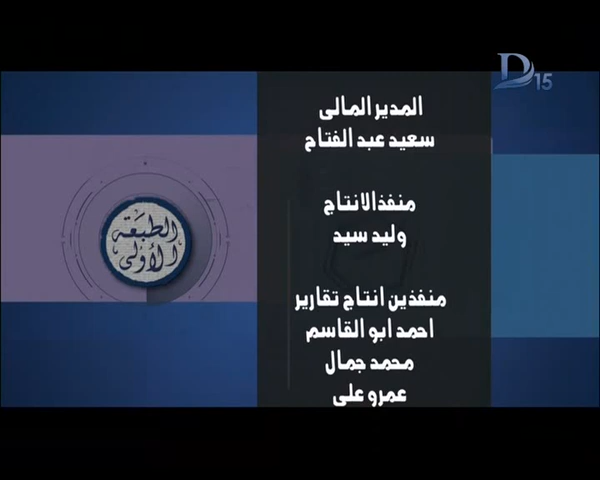 D 15
المدير المالى
سعيد عبد الفتاح
منفذ الانتاج
وليد سيد
منفذين انتاج تقارير
احمد ابو القاسم
محمد جمال
عمرو على
الطبعة
الأولى